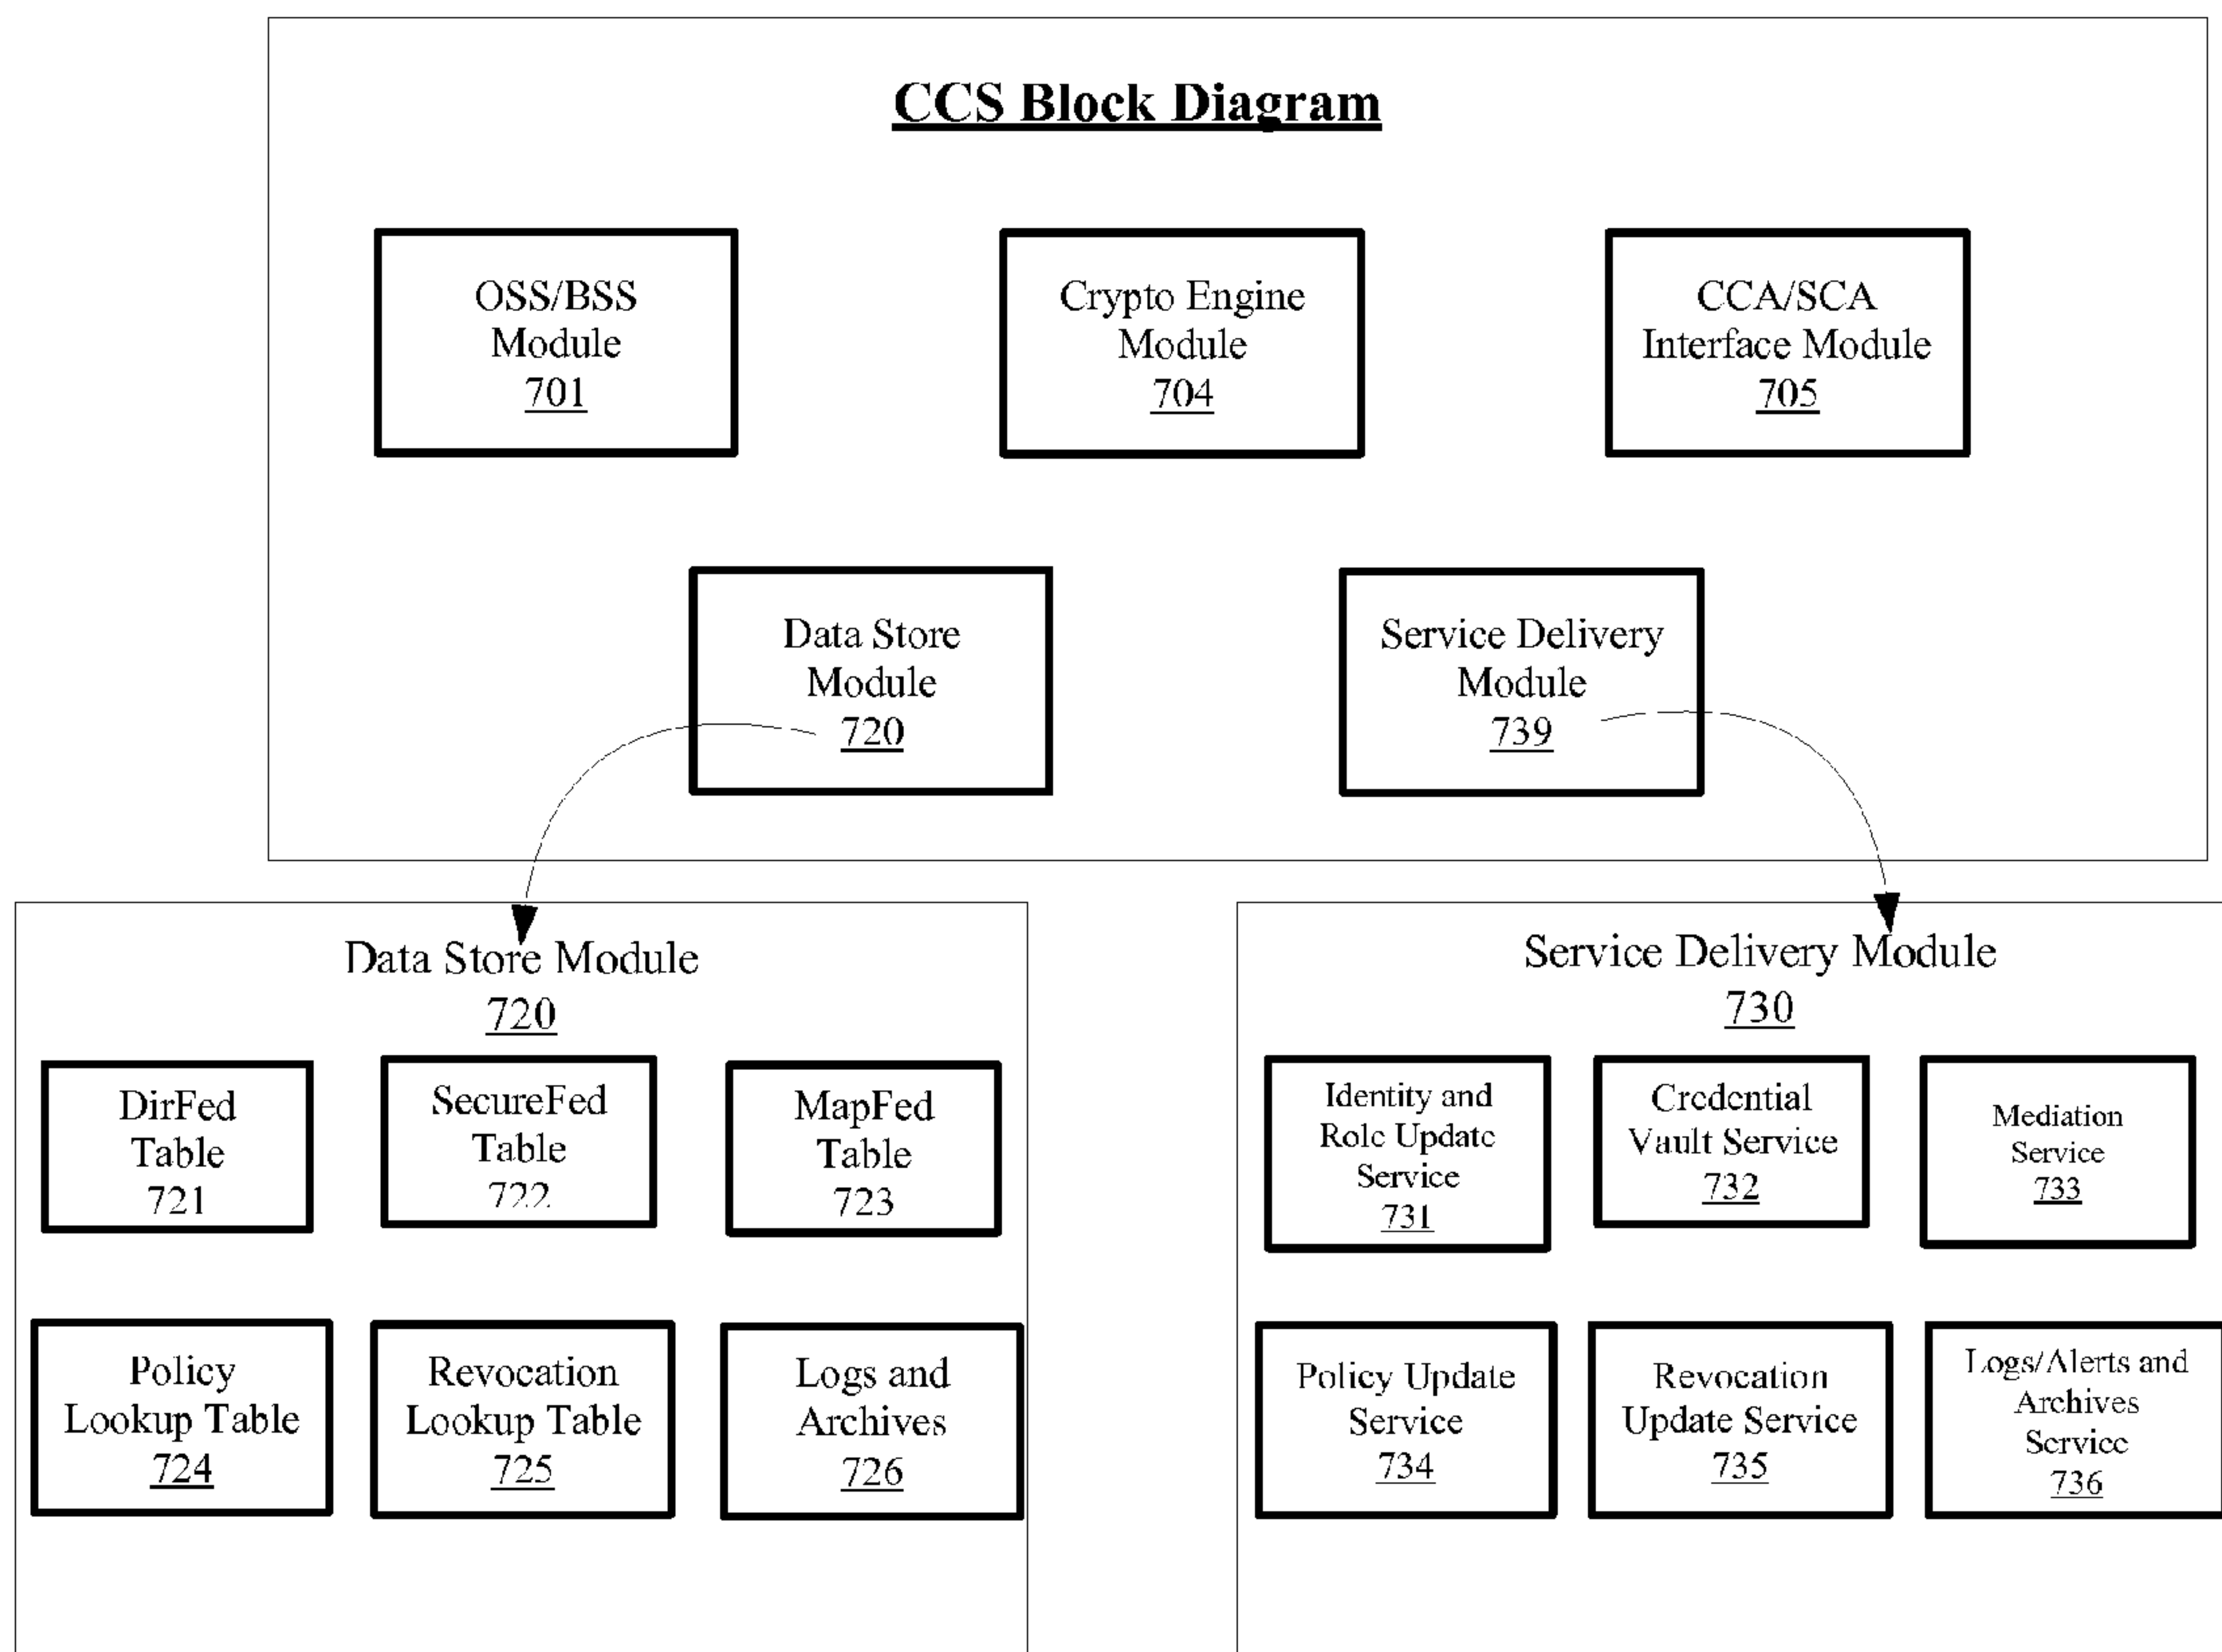 CCS Block Diagram
OSS/BSS
Module
701
Crypto Engine
Module
704
CCA/SCA
Interface Module
705
Data Store
Module
720
Service Delivery
Module
739
Data Store Module
720
DirFed
Table
721
SecureFed
Table
722
MapFed
Table
723
Policy
Lookup Table
724
Revocation
Lookup Table
725
Logs and
Archives
726
Service Delivery Module
730
Identity and
Role Update
Service
731
Credential
Vault Service
732
Mediation
Service
733
Policy Update
Service
734
Revocation
Update Service
735
Logs/Alerts and
Archives
Service
736